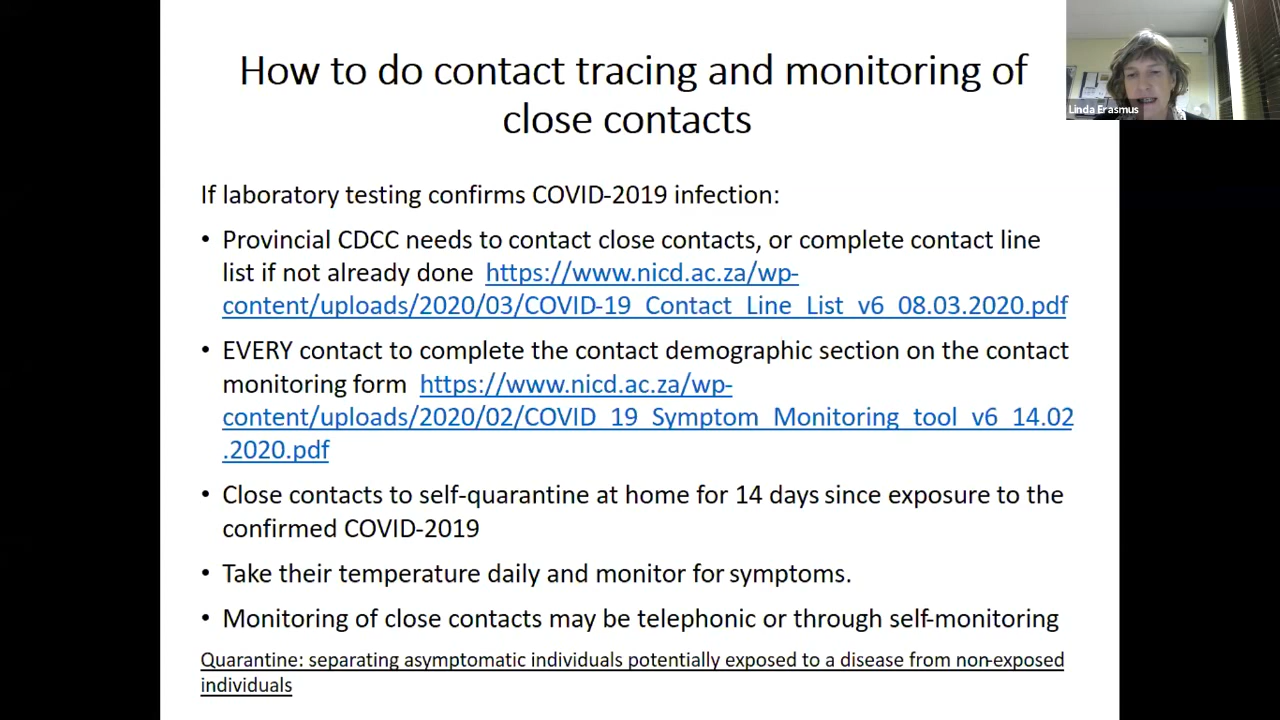 How to do contact tracing and monitoring of
close contacts
Linda Erasmus
If laboratory testing confirms COVID-2019 infection:
• Provincial CDCC needs to contact close contacts, or complete contact line
list if not already done https://www.nicd.ac.za/wp-
content/uploads/2020/03/COVID-19_Contact_Line_List_v6_08.03.2020.pdf
• EVERY contact to complete the contact demographic section on the contact
monitoring form https://www.nicd.ac.za/wp-
content/uploads/2020/02/COVID_19_Symptom_Monitoring_tool_v6_14.02
.2020.pdf
• Close contacts to self-quarantine at home for 14 days since exposure to the
confirmed COVID-2019
• Take their temperature daily and monitor for symptoms.
• Monitoring of close contacts may be telephonic or through self-monitoring
Quarantine: separating asymptomatic individuals potentially exposed to a disease from non-exposed
individuals